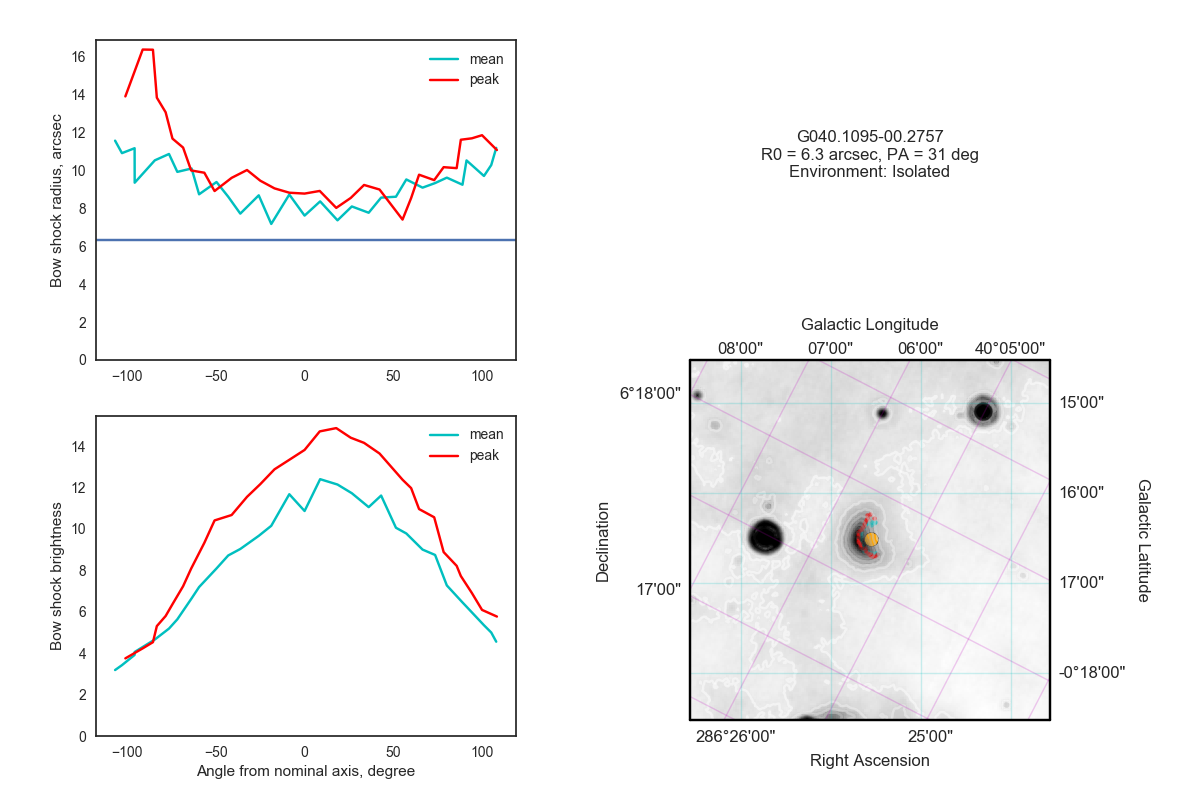 16
14
12
10
8
6
4
2
0
Bow shock radius, arcsec
mean
peak
−100
−50
0
50
100
14
12
10
8
6
4
2
0
Bow shock brightness
mean
peak
−100
−50
0
50
100
Angle from nominal axis, degree
G040.1095-00.2757
R0 = 6.3 arcsec, PA = 31 deg
Environment: Isolated
Galactic Longitude
08'00" 07'00" 06'00" 40°05'00"
6°18'00"
17'00"
Declination
15'00"
16'00"
17'00"
-0°18'00"
Galactic Latitude
286°26'00" 25'00"
Right Ascension